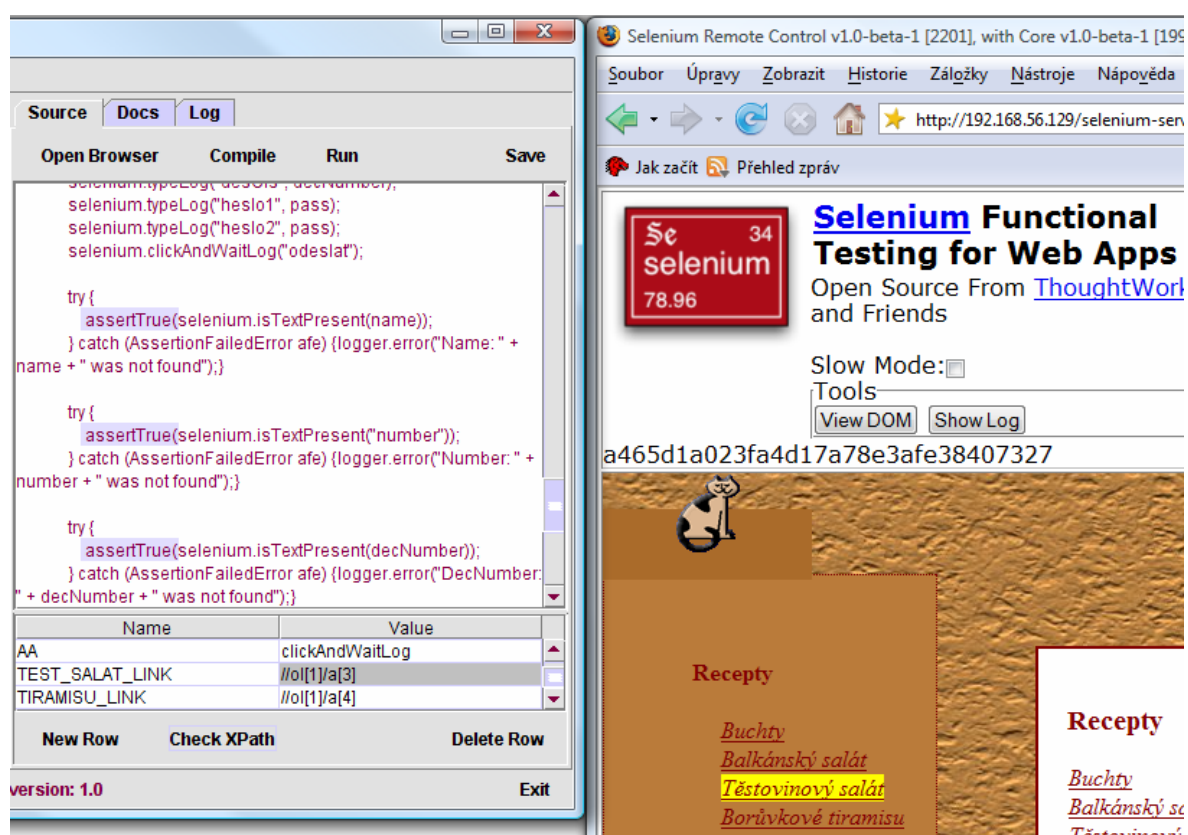 Source Docs Log
Open Browser Compile Run Save
selenium.typeLog("desCis", decNumber);
selenium.typeLog("heslo1", pass);
selenium.typeLog("heslo2", pass);
selenium.clickAndWaitLog("odeslat");
try {
assertTrue(selenium.isTextPresent(name));
} catch (AssertionFailedError afe) {logger.error("Name: " +
name + " was not found");}
try {
assertTrue(selenium.isTextPresent("number"));
} catch (AssertionFailedError afe) {logger.error("Number: " +
number + " was not found");}
try {
assertTrue(selenium.isTextPresent(decNumber));
} catch (AssertionFailedError afe) {logger.error("DecNumber:
" + decNumber + " was not found");}
Name Value
AA clickAndWaitLog
TEST_SALAT_LINK //ol[1]/a[3]
TIRAMISU_LINK //ol[1]/a[4]
New Row Check XPath Delete Row
version: 1.0 Exit
Selenium Remote Control v1.0-beta-1 [2201], with Core v1.0-beta-1 [199
Soubor Úpravy Zobrazit Historie Záložky Nástroje Nápověda
http://192.168.56.129/selenium-serv
Jak začít Přehled zpráv
Se 34
selenium
78.96
Selenium Functional
Testing for Web Apps
Open Source From ThoughtWork
and Friends
Slow Mode:
Tools
View DOM Show Log
a465d1a023fa4d17a78e3afe38407327
Recepty
Buchty
Balkánský salát
Těstovinový salát
Borůvkové tiramisu
Recepty
Buchty
Balkánský sa
Těstovinový